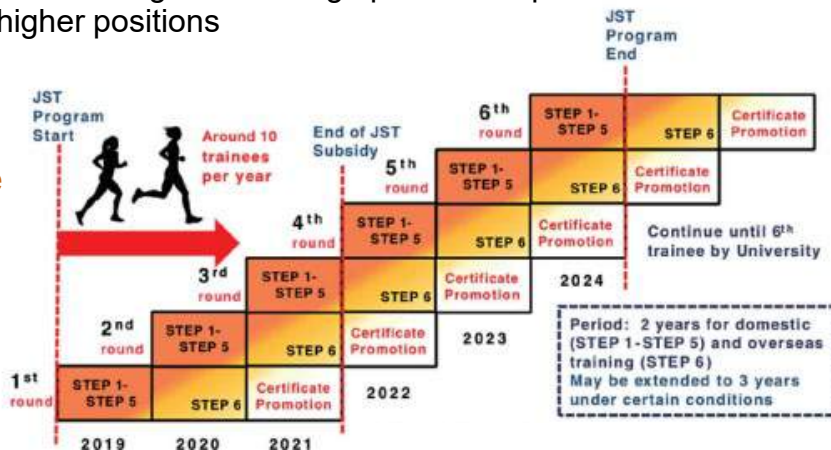 higher positions
JST
Program
Start
Around 10
trainees
per year
End of JST
Subsidy
JST
Program
End
6th
round
STEP 1-
STEP 5
STEP 6
Certificate
Promotion
5th
round
STEP 1-
STEP 5
STEP 6
Certificate
Promotion
4th
round
STEP 1-
STEP 5
STEP 6
Certificate
Promotion
Continue until 6th
trainee by University
3rd
round
STEP 1-
STEP 5
STEP 6
Certificate
Promotion
2024
2nd
round
STEP 1-
STEP 5
STEP 6
Certificate
Promotion
2023
1st
round
STEP 1-
STEP 5
STEP 6
Certificate
Promotion
2022
2019
2020
2021
Period: 2 years for domestic
(STEP 1-STEP 5) and overseas
training (STEP 6)
May be extended to 3 years
under certain conditions